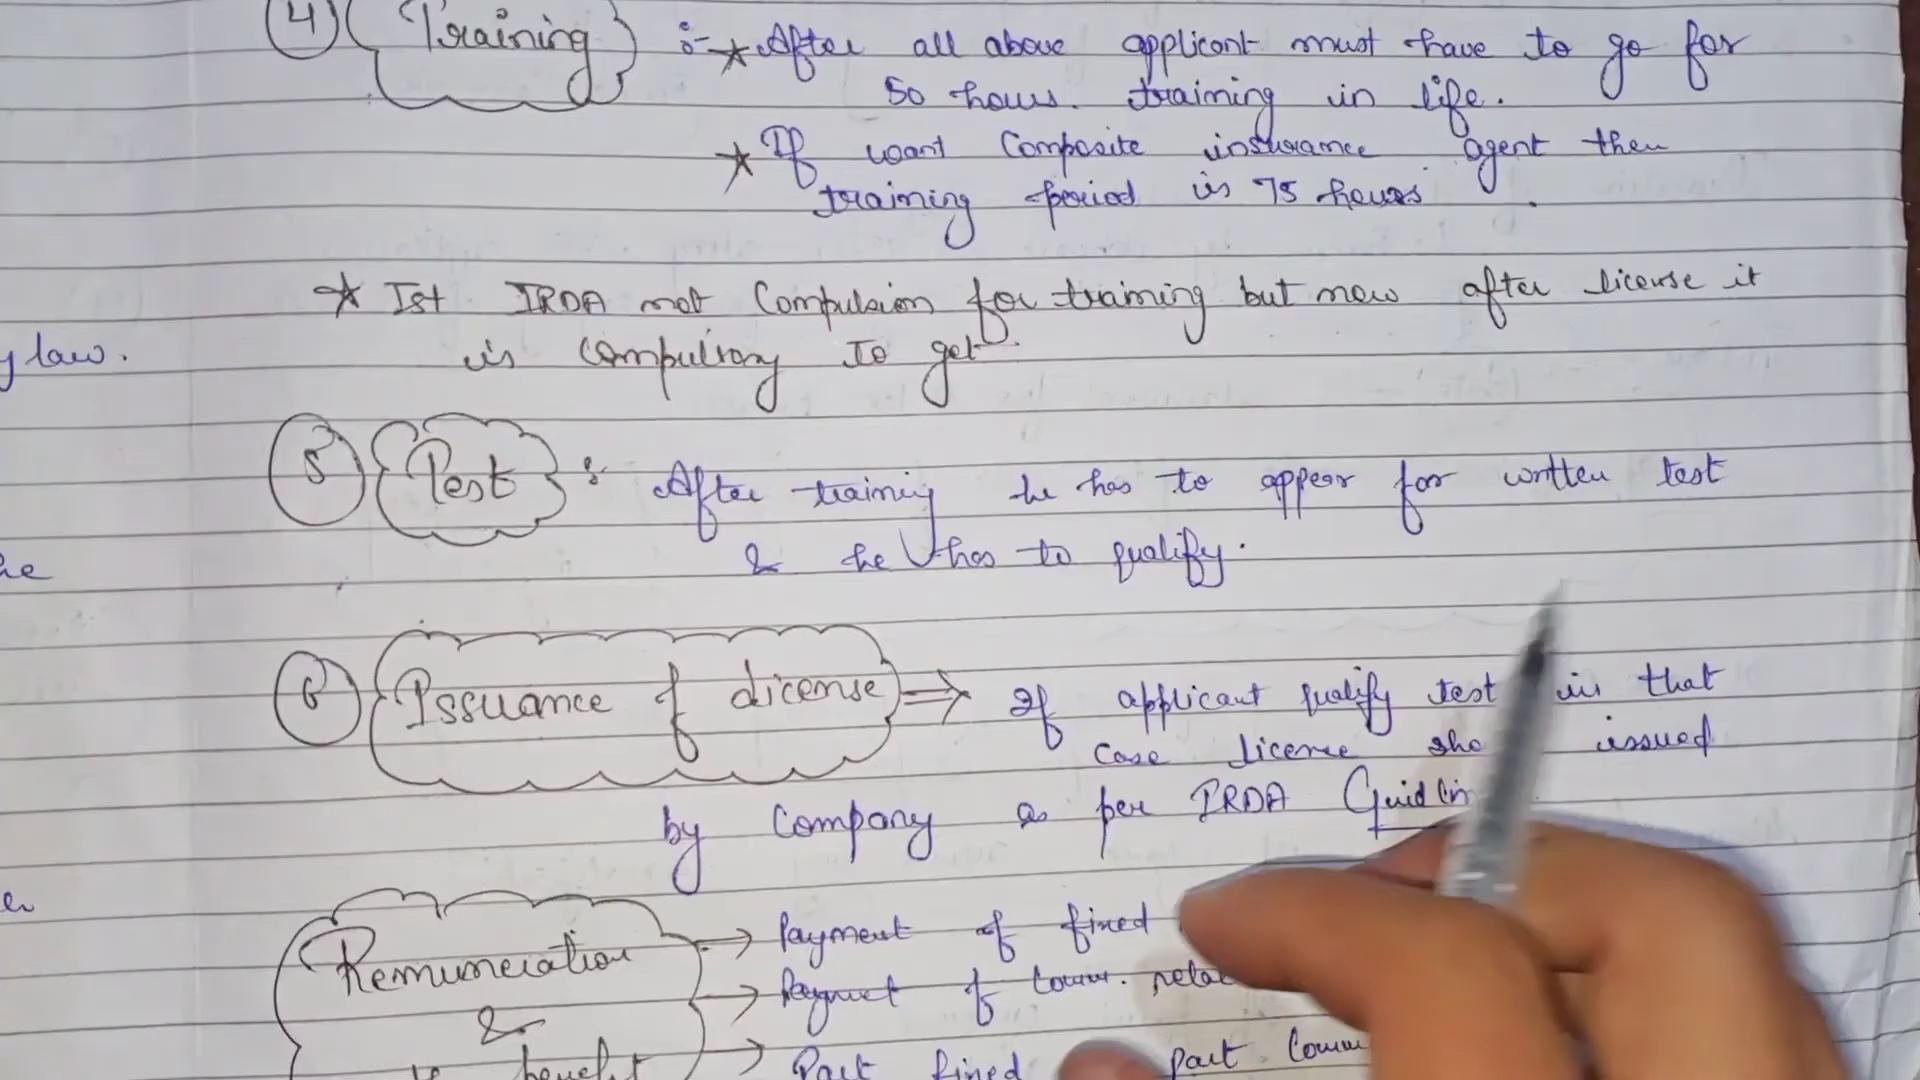 4 Training :- ★ After all above applicant must have to go for
50 hours. training in life.
★ If want Composite insurance agent then
training period is 75 hours.
★ Ist IRDA not Compulsion for training but now after license it
is compulsory to get.
y law.
5 Test : After training he has to appear for written test
& he has to qualify.
he
6 Issuance of License ⇒ If applicant qualify test in that
case license issued
by Company as per IRDA
Remuneration → Payment of fixed
& → Payment of Comm.
benefit → Part fixed part Comm